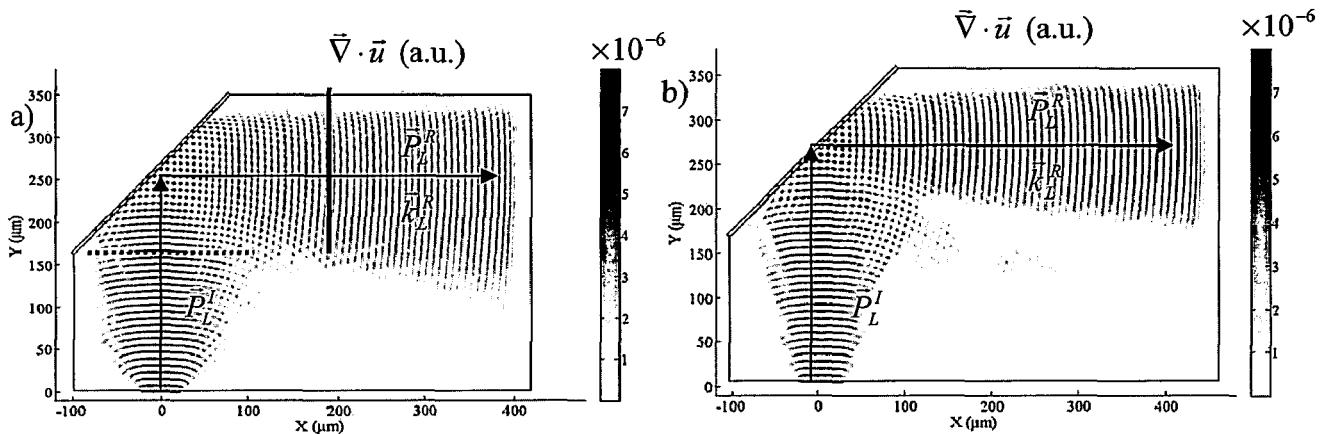 ∇⃗ · u⃗ (a.u.)
×10⁻⁶
a)
350
300
250
200
150
100
50
0
Y (μm)
-100 0 100 200 300 400
X (μm)
P⃗_L^R
k⃗_L^R
P⃗_L^I
7
6
5
4
3
2
1
∇⃗ · u⃗ (a.u.)
×10⁻⁶
b)
350
300
250
200
150
100
50
0
Y (μm)
-100 0 100 200 300 400
X (μm)
P⃗_L^R
k⃗_L^R
P⃗_L^I
7
6
5
4
3
2
1